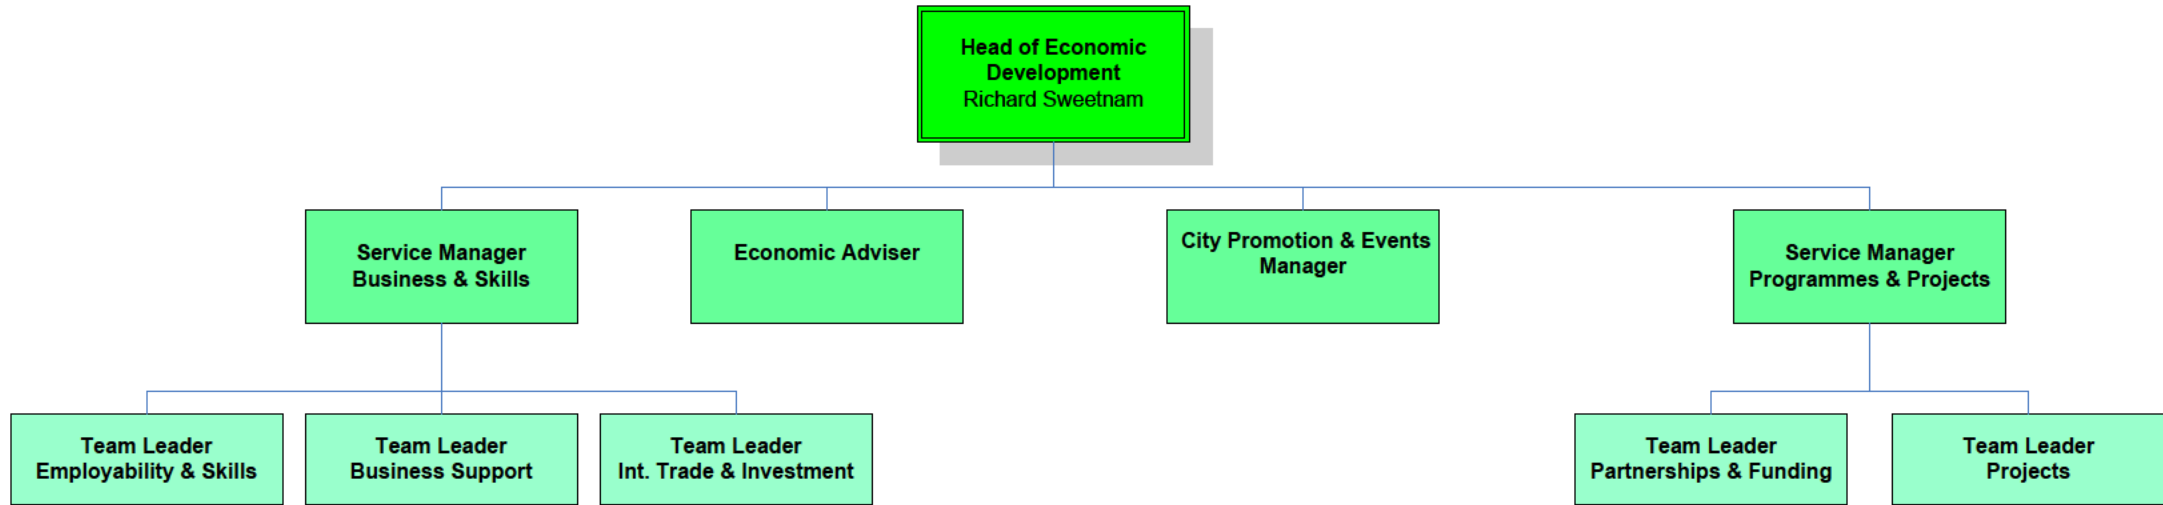 Head of Economic
Development
Richard Sweetnam
Service Manager
Business & Skills
Economic Adviser
City Promotion & Events
Manager
Service Manager
Programmes & Projects
Team Leader
Employability & Skills
Team Leader
Business Support
Team Leader
Int. Trade & Investment
Team Leader
Partnerships & Funding
Team Leader
Projects